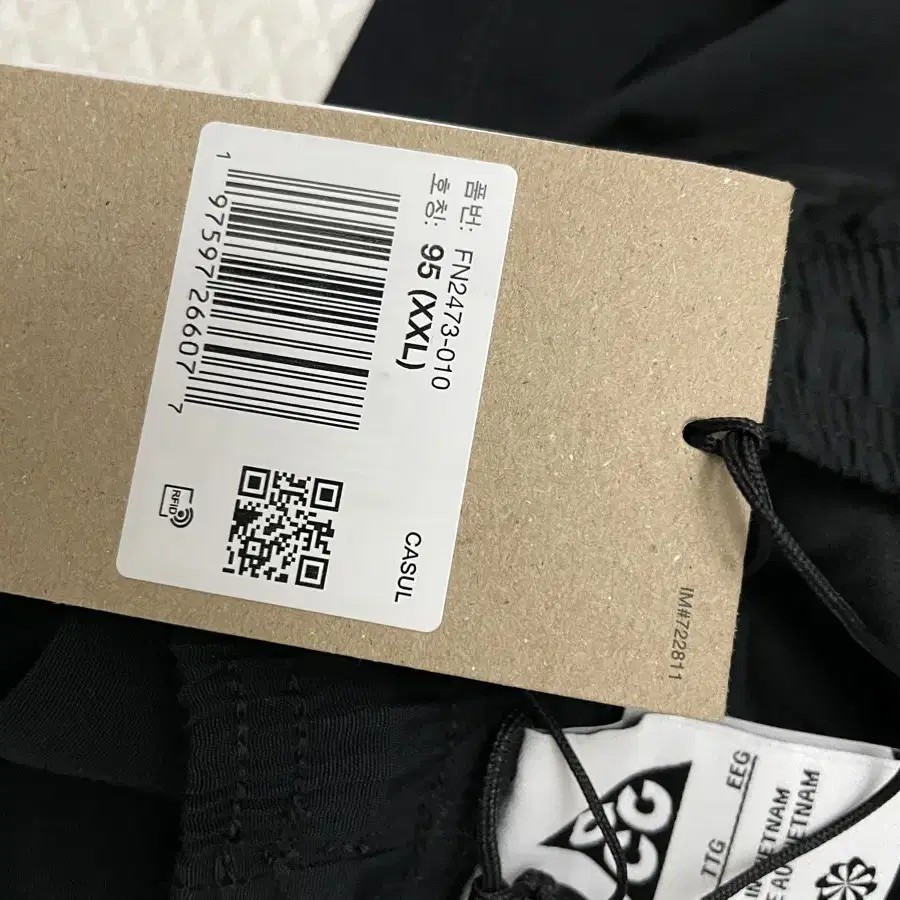 품번: FN2473-010
호칭: 95 (XXL)
1 97597 26607 7
RFID
CASUL
IM#722811
TTG
EEG
IN VIETNAM
E AU VIETNAM